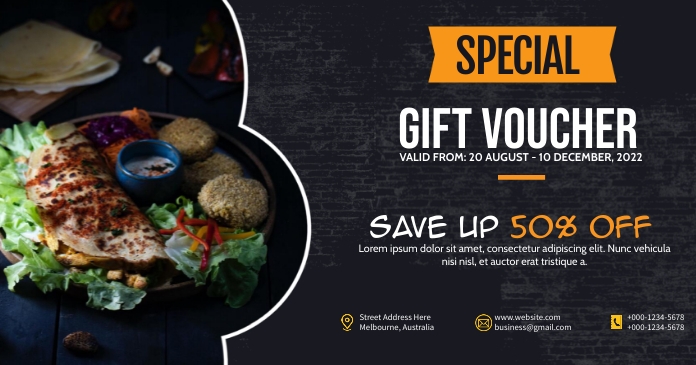 SPECIAL
GIFT VOUCHER
VALID FROM: 20 AUGUST - 10 DECEMBER, 2022
SAVE UP 50% OFF
Lorem ipsum dolor sit amet, consectetur adipiscing elit. Nunc vehicula
nisi nisl, et auctor erat tristique a.
Street Address Here
Melbourne, Australia
www.website.com
business@gmail.com
+000-1234-5678
+000-1234-5678